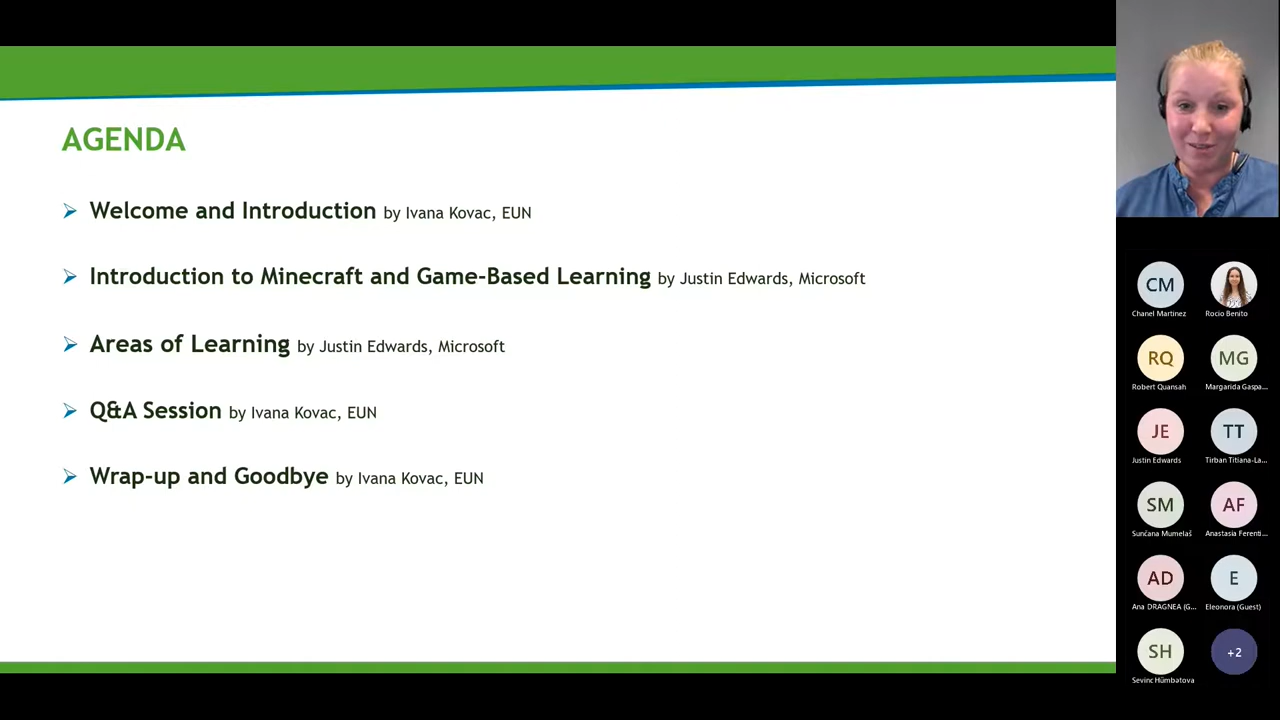 AGENDA
Welcome and Introduction by Ivana Kovac, EUN
Introduction to Minecraft and Game-Based Learning by Justin Edwards, Microsoft
Areas of Learning by Justin Edwards, Microsoft
Q&A Session by Ivana Kovac, EUN
Wrap-up and Goodbye by Ivana Kovac, EUN
CM
Chanel Martinez
Rocio Benito
RQ
MG
Robert Quansah
Margarida Gaspa...
JE
TT
Justin Edwards
Tirban Titiana-La...
SM
AF
Sunčana Mumelaš
Anastasia Ferenti...
AD
E
Ana DRAGNEA (G...
Eleonora (Guest)
SH
+2
Sevinc Hümbətova